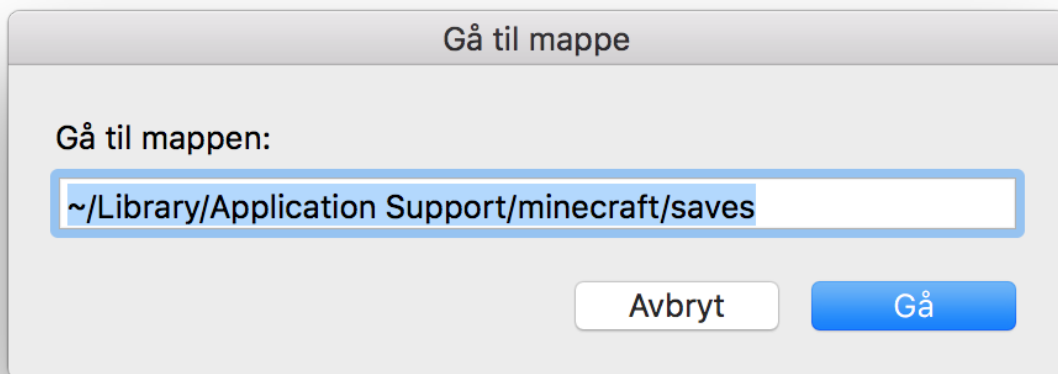 Gå til mappe
Gå til mappen:
~/Library/Application Support/minecraft/saves
Avbryt Gå